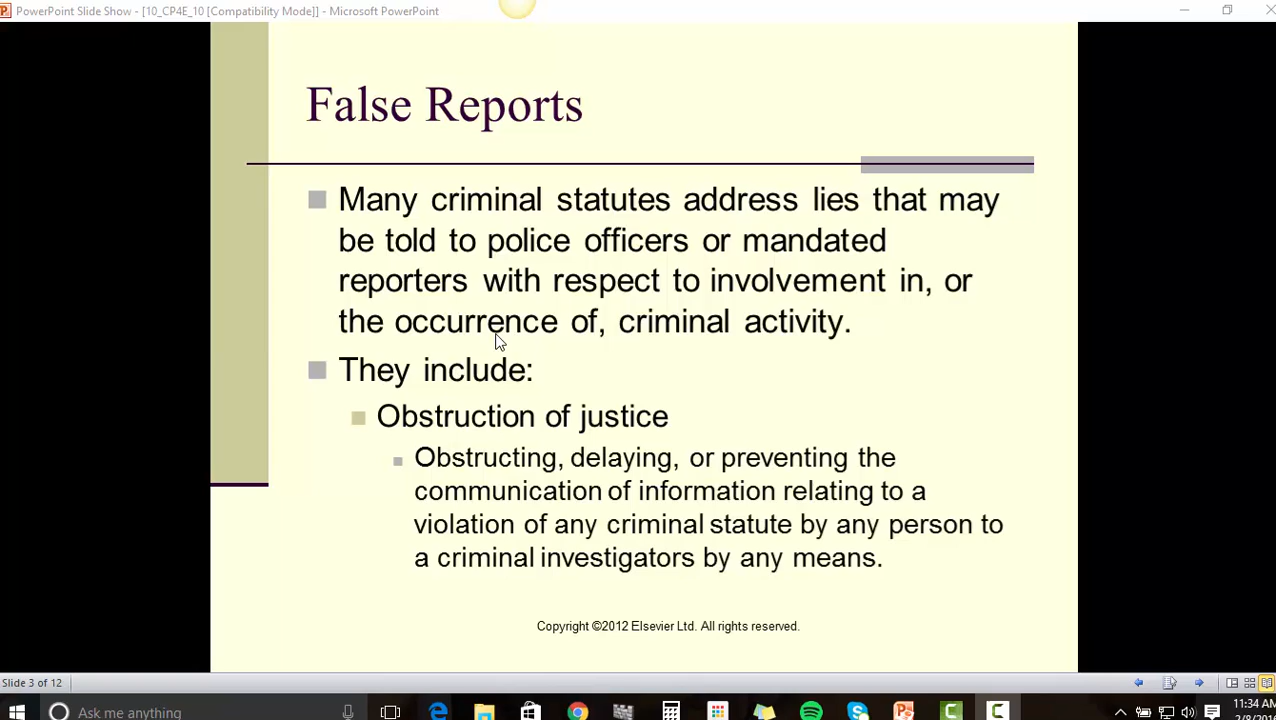 PowerPoint Slide Show - [10_CP4E_10 [Compatibility Mode]] - Microsoft PowerPoint
False Reports
Many criminal statutes address lies that may
be told to police officers or mandated
reporters with respect to involvement in, or
the occurrence of, criminal activity.
They include:
Obstruction of justice
Obstructing, delaying, or preventing the
communication of information relating to a
violation of any criminal statute by any person to
a criminal investigators by any means.
Copyright ©2012 Elsevier Ltd. All rights reserved.
Slide 3 of 12
Ask me anything
11:34 AM